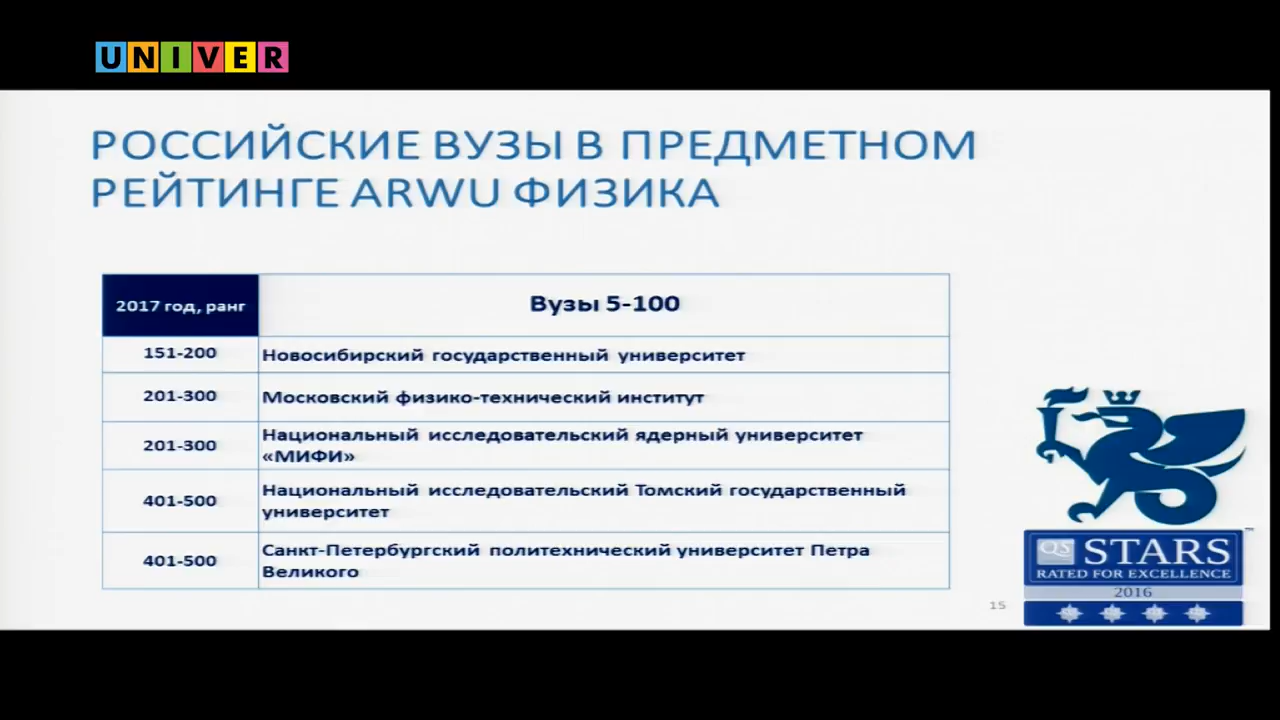 UNIVER
РОССИЙСКИЕ ВУЗЫ В ПРЕДМЕТНОМ
РЕЙТИНГЕ ARWU ФИЗИКА
2017 год, ранг
Вузы 5-100
151-200
Новосибирский государственный университет
201-300
Московский физико-технический институт
201-300
Национальный исследовательский ядерный университет
«МИФИ»
401-500
Национальный исследовательский Томский государственный
университет
401-500
Санкт-Петербургский политехнический университет Петра
Великого
15
QS STARS ™
RATED FOR EXCELLENCE
2016